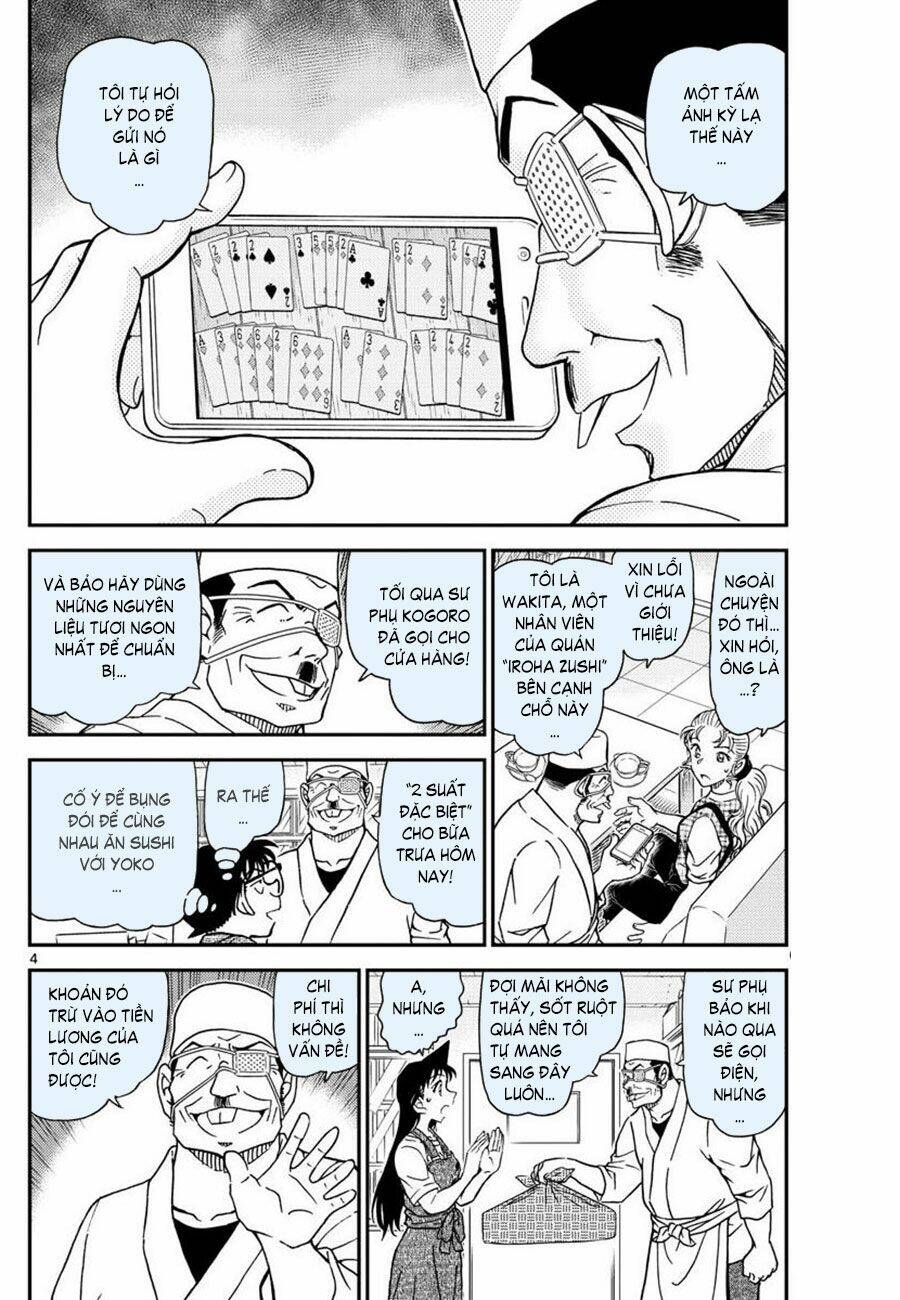 MỘT TẤM
ẢNH KỲ LẠ
THẾ NÀY
...
TÔI TỰ HỎI
LÝ DO ĐỂ
GỬI NÓ
LÀ GÌ
...
NGOÀI
CHUYỆN
ĐÓ THÌ...
XIN HỎI,
ÔNG LÀ
...?
XIN LỖI
VÌ CHƯA
GIỚI
THIỆU!
TÔI LÀ
WAKITA, MỘT
NHÂN VIÊN
CỦA QUÁN
“IROHA ZUSHI”
BÊN CẠNH
CHỖ NÀY
...
TỐI QUA SƯ
PHỤ KOGORO
ĐÃ GỌI CHO
CỬA HÀNG!
VÀ BẢO HÃY DÙNG
NHỮNG NGUYÊN
LIỆU TƯƠI NGON
NHẤT ĐỂ CHUẨN
BỊ...
“2 SUẤT
ĐẶC BIỆT”
CHO BỮA
TRƯA HÔM
NAY!
RA THẾ
...
CỐ Ý ĐỂ BỤNG
ĐÓI ĐỂ CÙNG
NHAU ĂN SUSHI
VỚI YOKO
...
4
SƯ PHỤ
BẢO KHI
NÀO QUA
SẼ GỌI
ĐIỆN,
NHƯNG
...
ĐỢI MÃI KHÔNG
THẤY, SỐT RUỘT
QUÁ NÊN TÔI
TỰ MANG
SANG ĐÂY
LUÔN...
A,
NHƯNG
...
CHI
PHÍ THÌ
KHÔNG
VẤN ĐỀ!
KHOẢN ĐÓ
TRỪ VÀO TIỀN
LƯƠNG CỦA
TÔI CŨNG
ĐƯỢC!